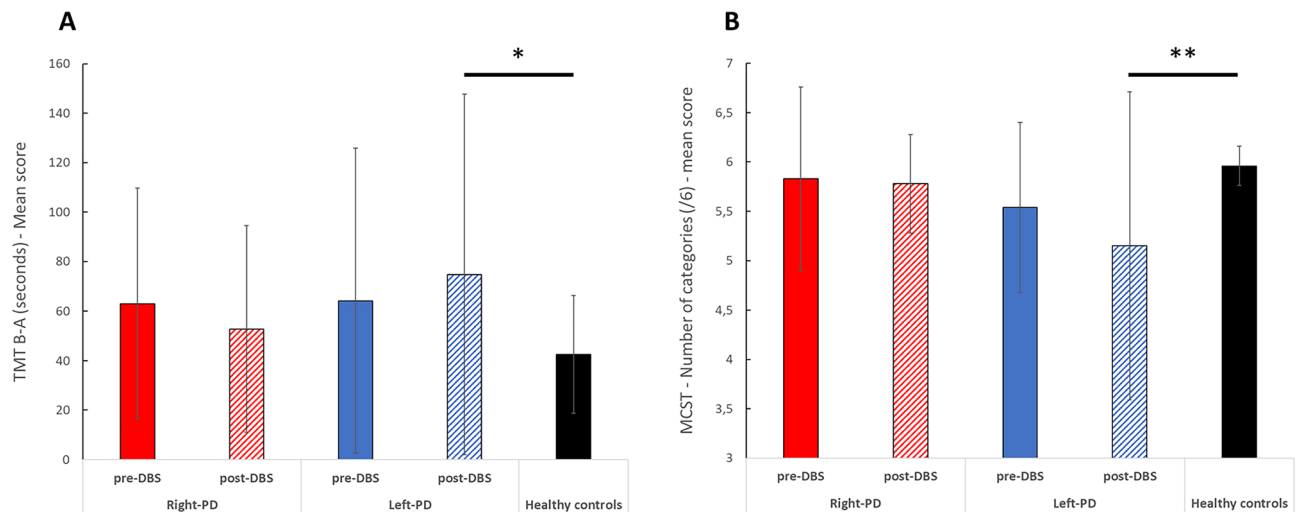 A
TMT B-A (seconds) - Mean score
160
140
120
100
80
60
40
20
0
*
pre-DBS post-DBS pre-DBS post-DBS
Right-PD Left-PD Healthy controls
B
MCST - Number of categories (/6) - mean score
7
6,5
6
5,5
5
4,5
4
3,5
3
**
pre-DBS post-DBS pre-DBS post-DBS
Right-PD Left-PD Healthy controls